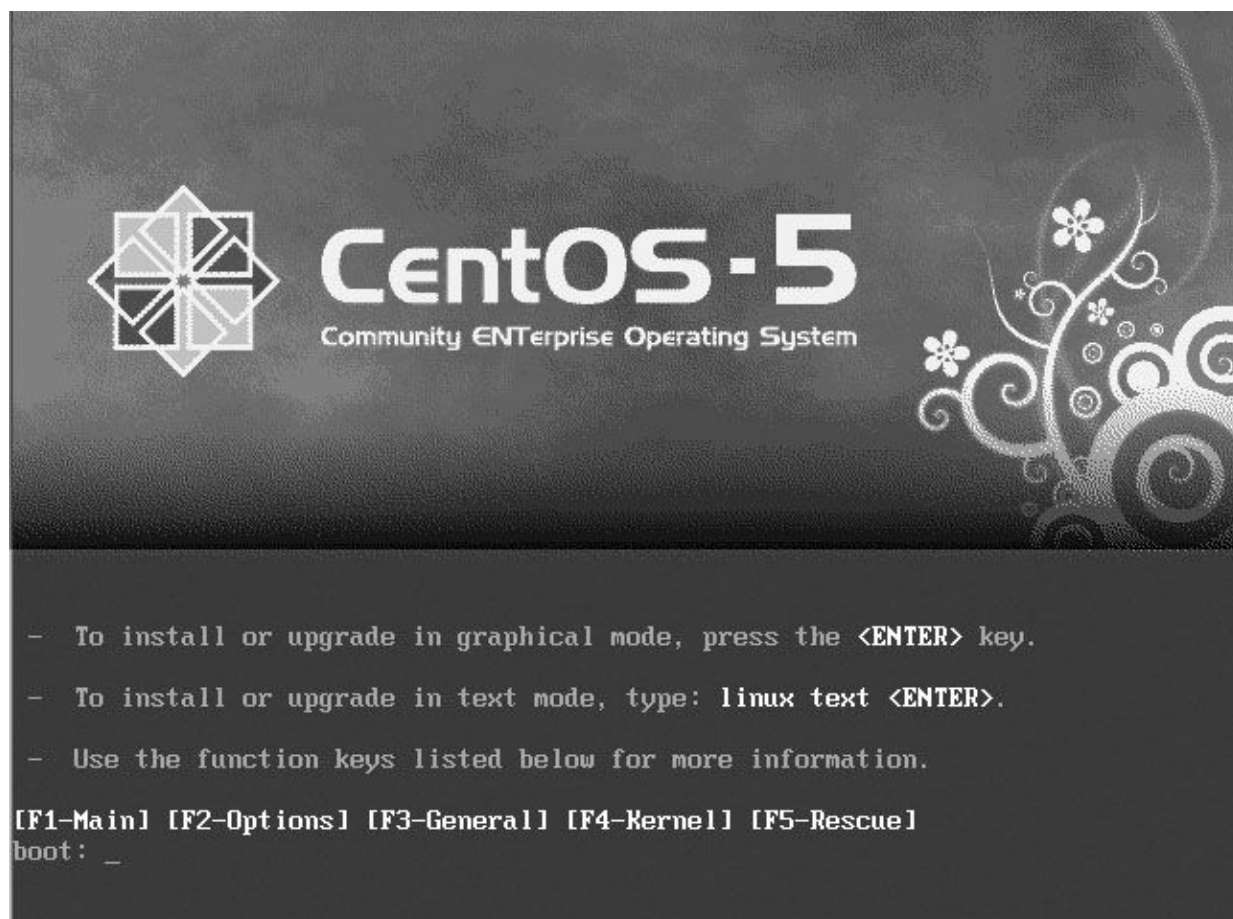 CentOS-5
Community ENTerprise Operating System
- To install or upgrade in graphical mode, press the <ENTER> key.
- To install or upgrade in text mode, type: linux text <ENTER>.
- Use the function keys listed below for more information.
[F1-Main] [F2-Options] [F3-General] [F4-Kernel] [F5-Rescue]
boot: _